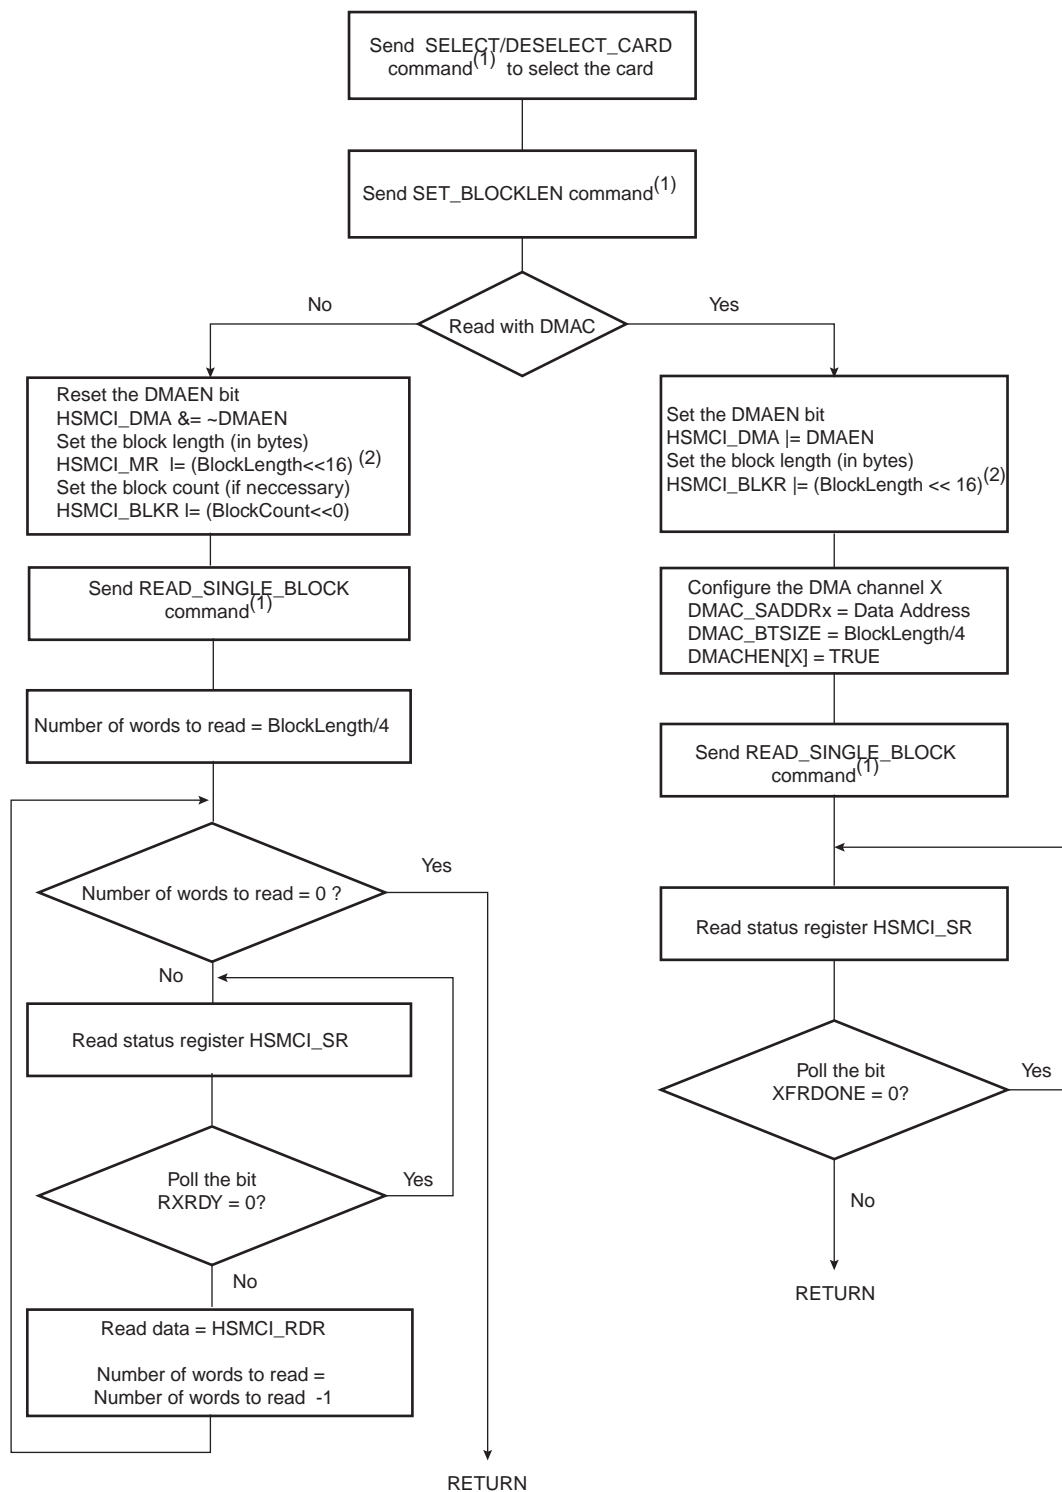 Send SELECT/DESELECT_CARD
command(1) to select the card
Send SET_BLOCKLEN command(1)
No
Yes
Read with DMAC
Reset the DMAEN bit
HSMCI_DMA &= ~DMAEN
Set the block length (in bytes)
HSMCI_MR l= (BlockLength<<16) (2)
Set the block count (if neccessary)
HSMCI_BLKR l= (BlockCount<<0)
Send READ_SINGLE_BLOCK
command(1)
Number of words to read = BlockLength/4
Number of words to read = 0 ?
Yes
No
Read status register HSMCI_SR
Poll the bit
RXRDY = 0?
Yes
No
Read data = HSMCI_RDR
Number of words to read =
Number of words to read -1
RETURN
Set the DMAEN bit
HSMCI_DMA |= DMAEN
Set the block length (in bytes)
HSMCI_BLKR |= (BlockLength << 16)(2)
Configure the DMA channel X
DMAC_SADDRx = Data Address
DMAC_BTSIZE = BlockLength/4
DMACHEN[X] = TRUE
Send READ_SINGLE_BLOCK
command(1)
Read status register HSMCI_SR
Poll the bit
XFRDONE = 0?
Yes
No
RETURN